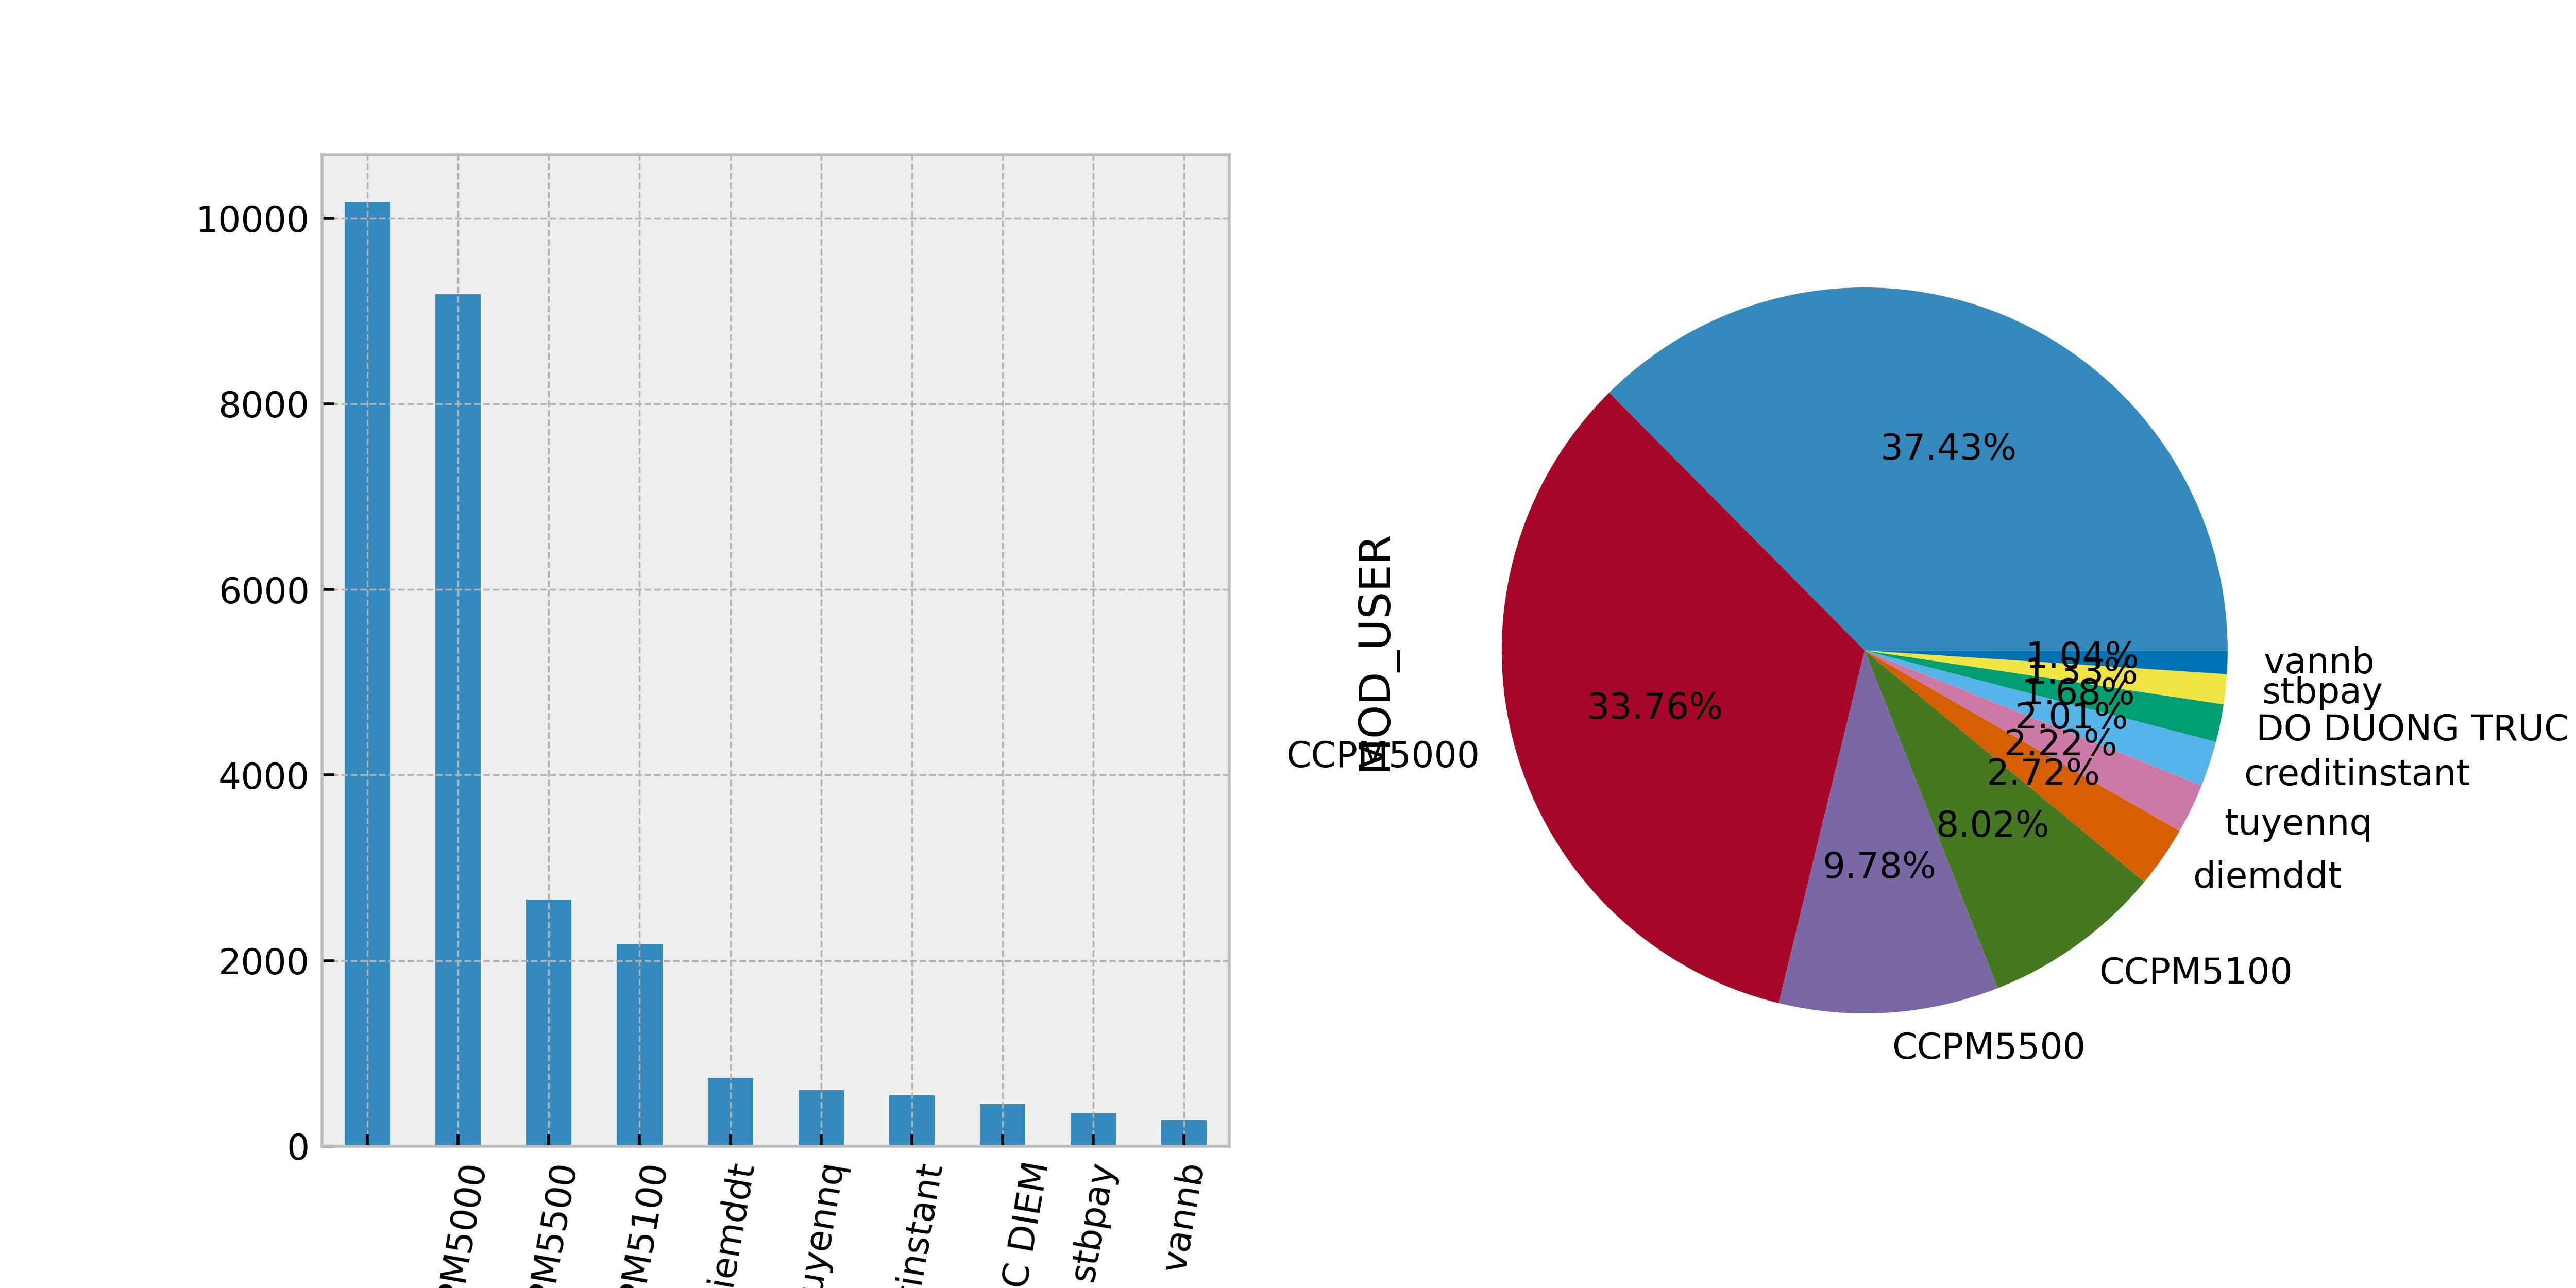 10000
8000
6000
4000
2000
0
PM5000
PM5500
PM5100
iemddt
uyennq
instant
C DIEM
stbpay
vannb
MOD_USER
37.43%
33.76%
9.78%
8.02%
2.72%
2.22%
2.01%
1.68%
1.33%
1.04%
CCPM5000
CCPM5500
CCPM5100
diemddt
tuyennq
creditinstant
DO DUONG TRUC
stbpay
vannb